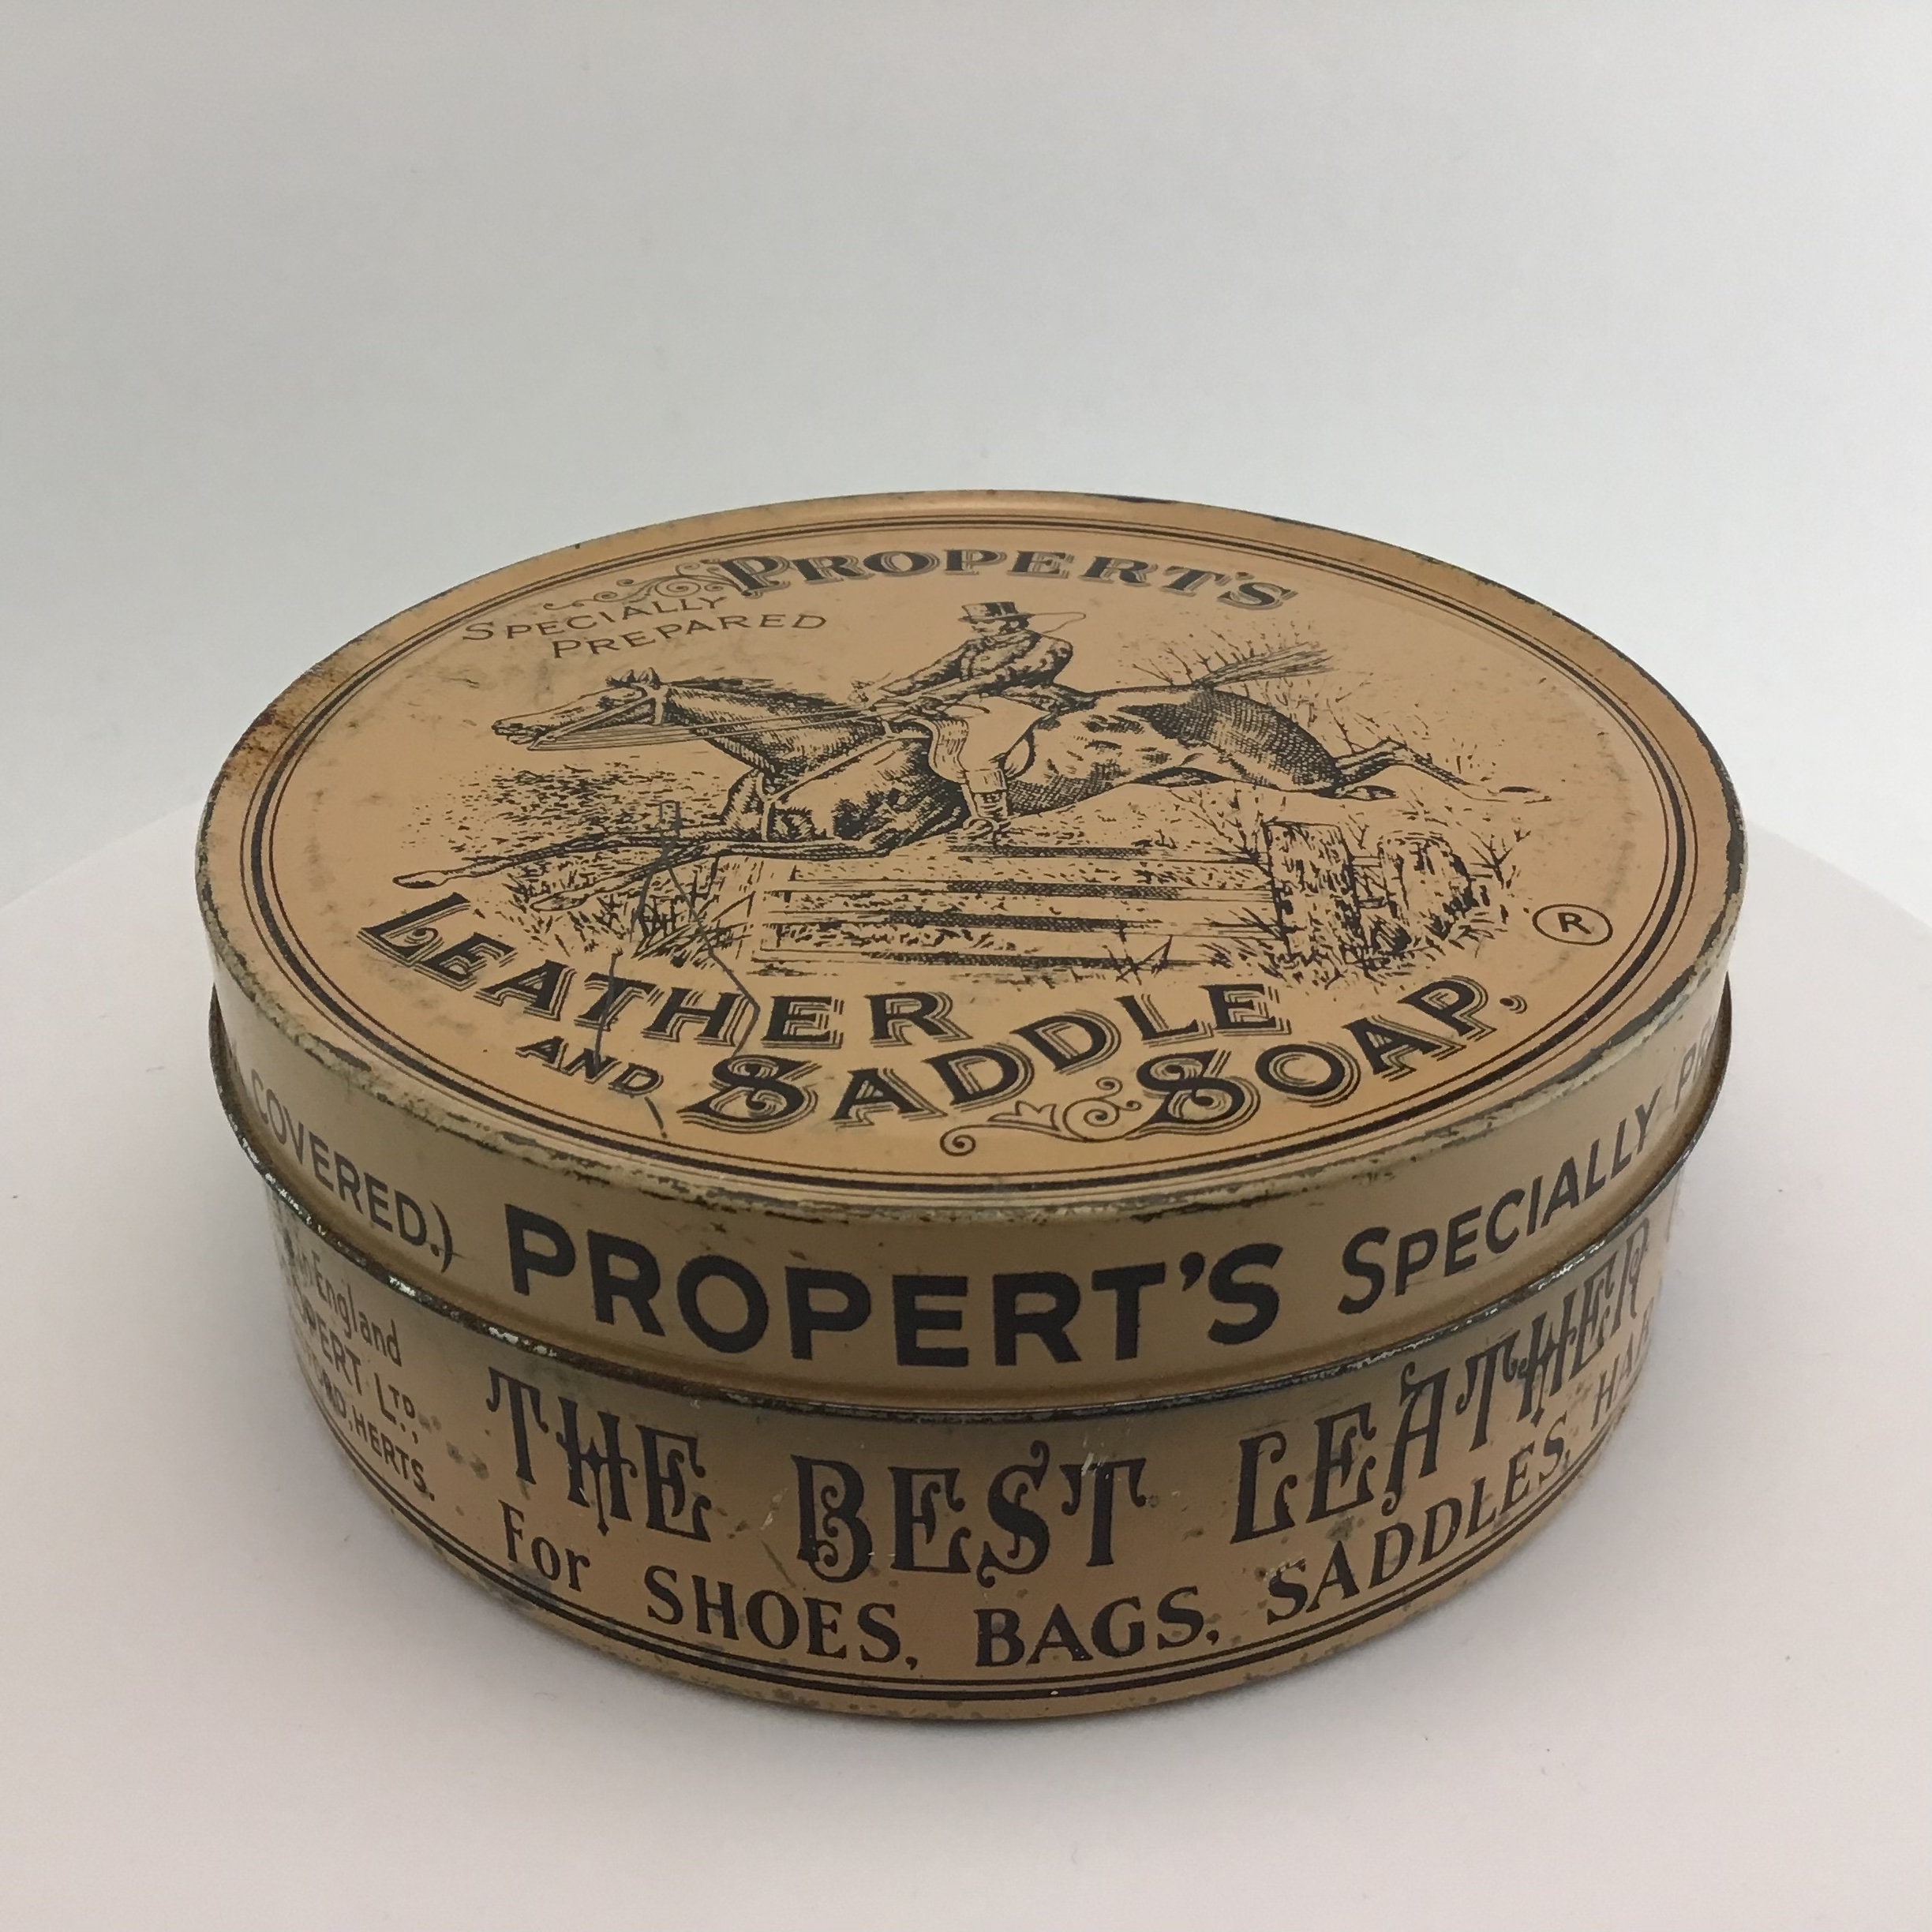 PROPERT'S
SPECIALLY
PREPARED
LEATHER
AND SADDLE
SOAP,
®
COVERED.) PROPERT'S SPECIALLY
England
LTD.,
HERTS.
THE BEST LEATHER
For SHOES, BAGS, SADDLES,